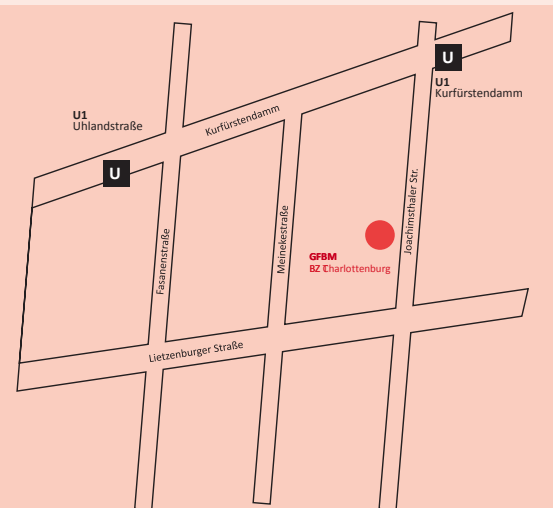 U
U1
Kurfürstendamm
U1
Uhlandstraße
Kurfürstendamm
U
Fasanenstraße
Meinekestraße
Joachimsthaler Str.
GFBM
BZ Charlottenburg
Lietzenburger Straße